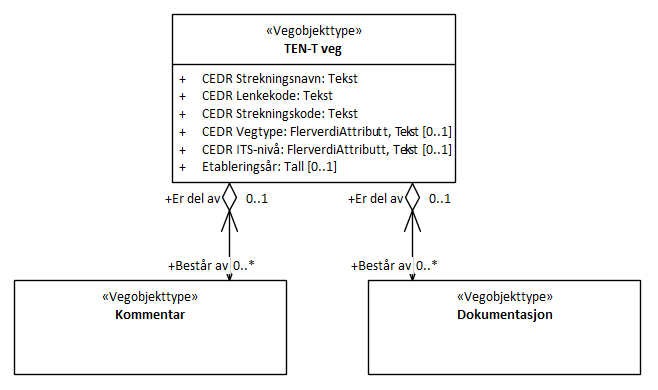 «Vegobjekttype»
TEN-T veg
+ CEDR Strekningsnavn: Tekst
+ CEDR Lenkekode: Tekst
+ CEDR Strekningskode: Tekst
+ CEDR Vegtype: FlerverdiAttributt, Tekst [0..1]
+ CEDR ITS-nivå: FlerverdiAttributt, Tekst [0..1]
+ Etableringsår: Tall [0..1]
+Er del av 0..1
+Er del av 0..1
+Består av 0..*
+Består av 0..*
«Vegobjekttype»
Kommentar
«Vegobjekttype»
Dokumentasjon